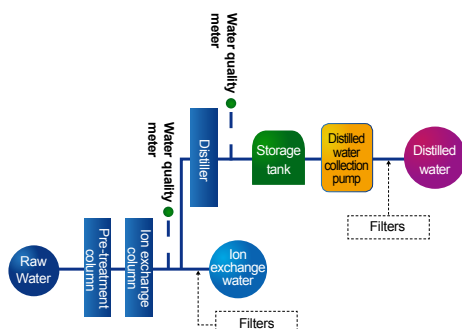 Water quality
meter
Water quality
meter
Distiller
Storage
tank
Distilled
water
collection
pump
Distilled
water
Filters
Raw
Water
Pre-treatment
column
Ion exchange
column
Ion
exchange
water
Filters